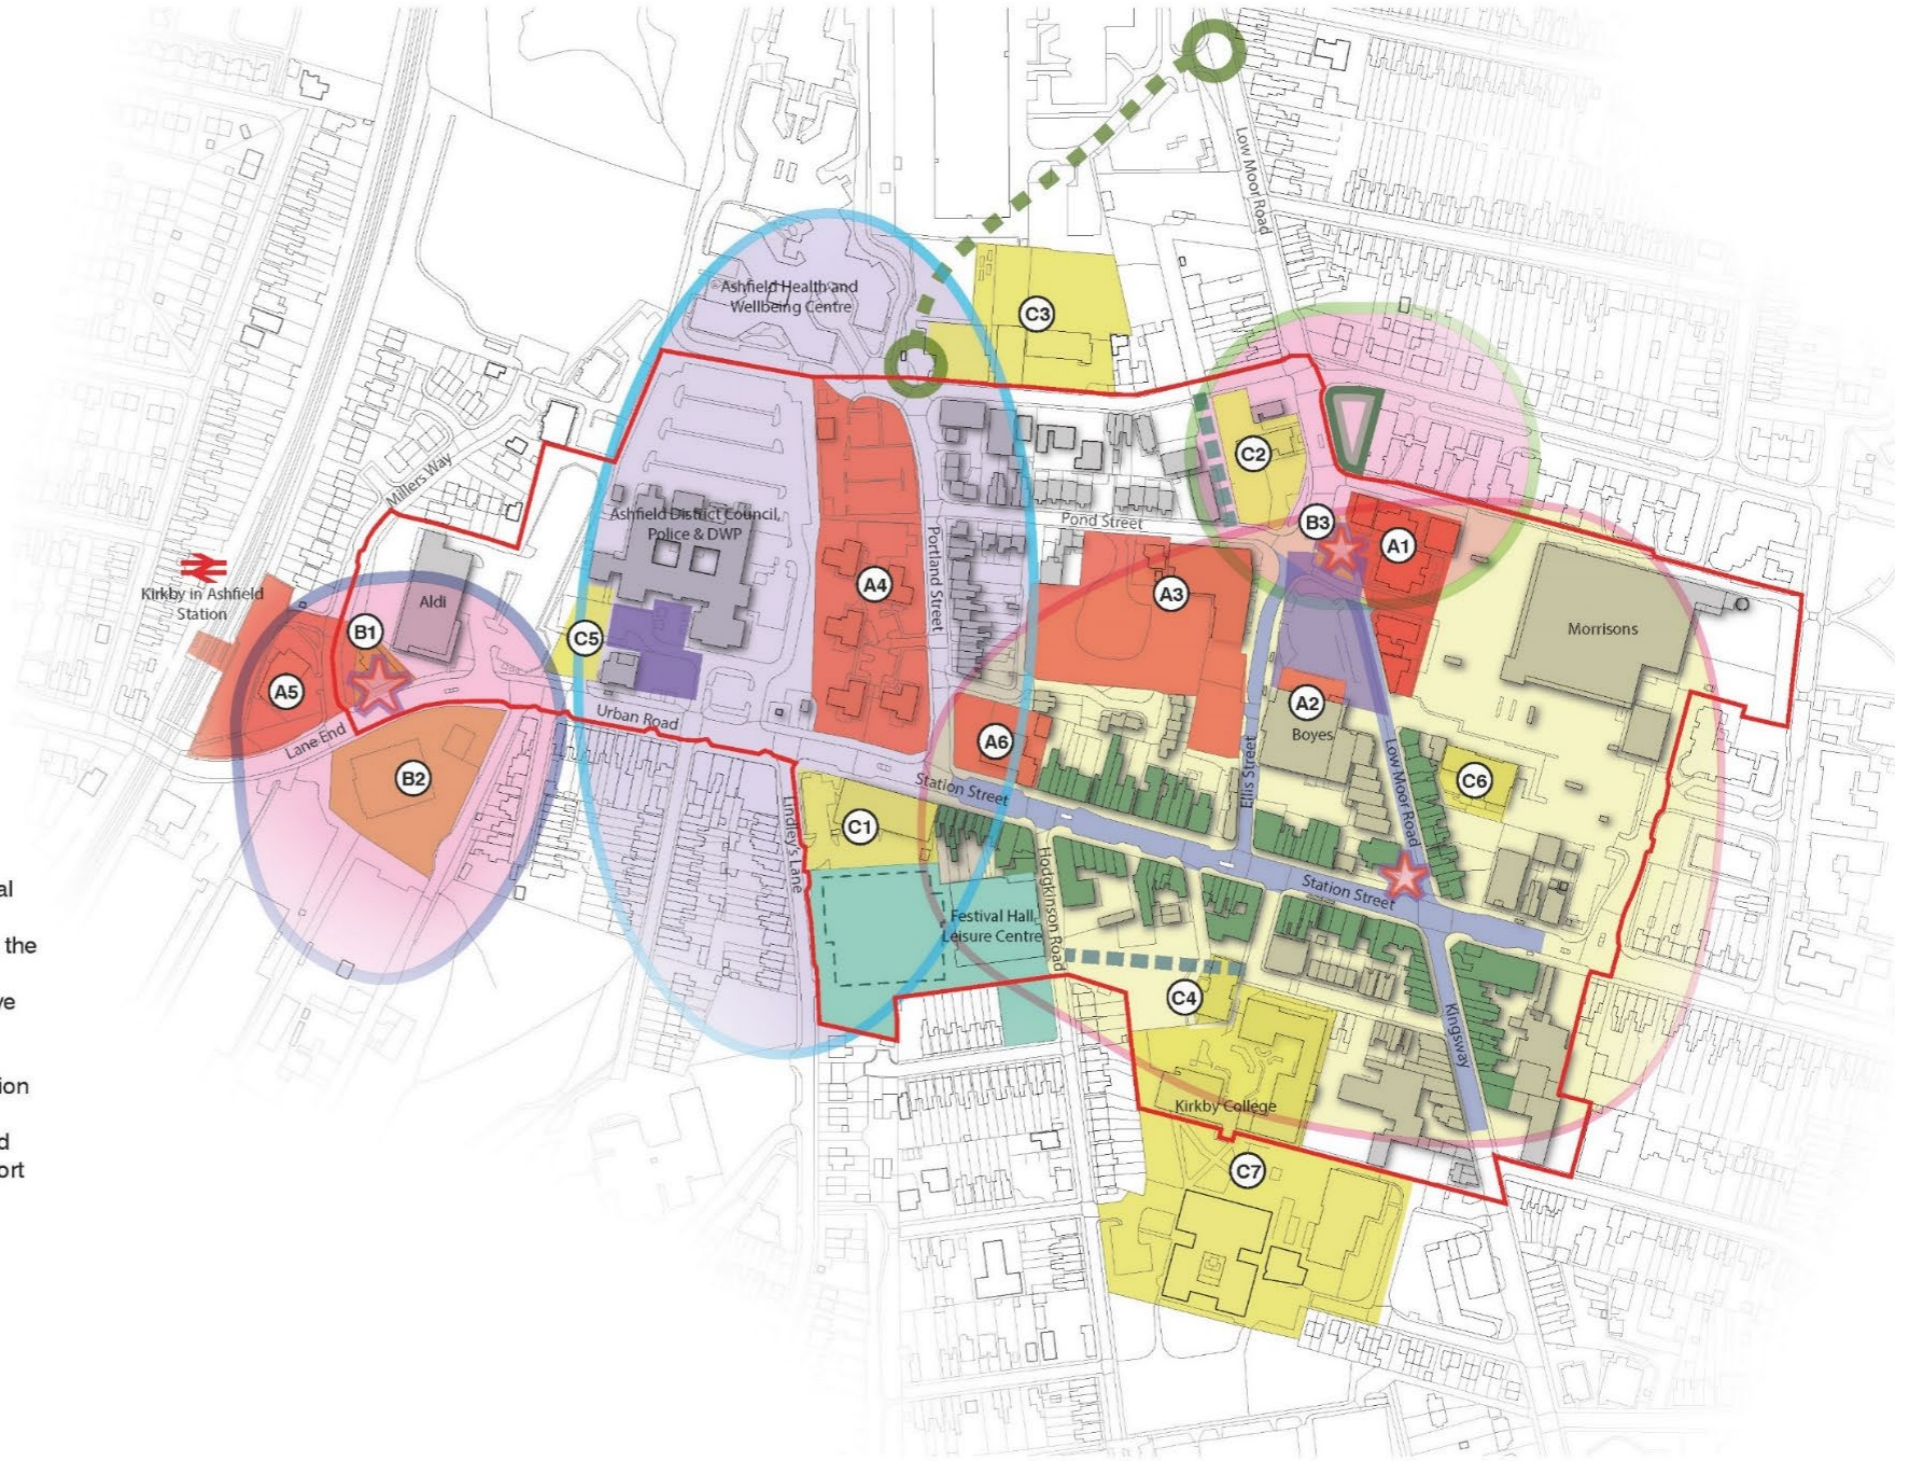 Low Moor Road
Ashfield Health and
Wellbeing Centre
C3
C2
Millers Way
Ashfield District Council,
Police & DWP
Pond Street
B3
A1
Kirkby in Ashfield
Station
Aldi
Portland Street
A4
A3
B1
C5
Morrisons
A5
A2
Boyes
Urban Road
Lane End
A6
B2
Station Street
Ellis Street
Low Moor Road
C6
C1
Lindley's Lane
Hodgkinson Road
Station Street
al
the
Festival Hall,
Leisure Centre
ve
C4
Kingsway
ion
Kirkby College
d
ort
C7